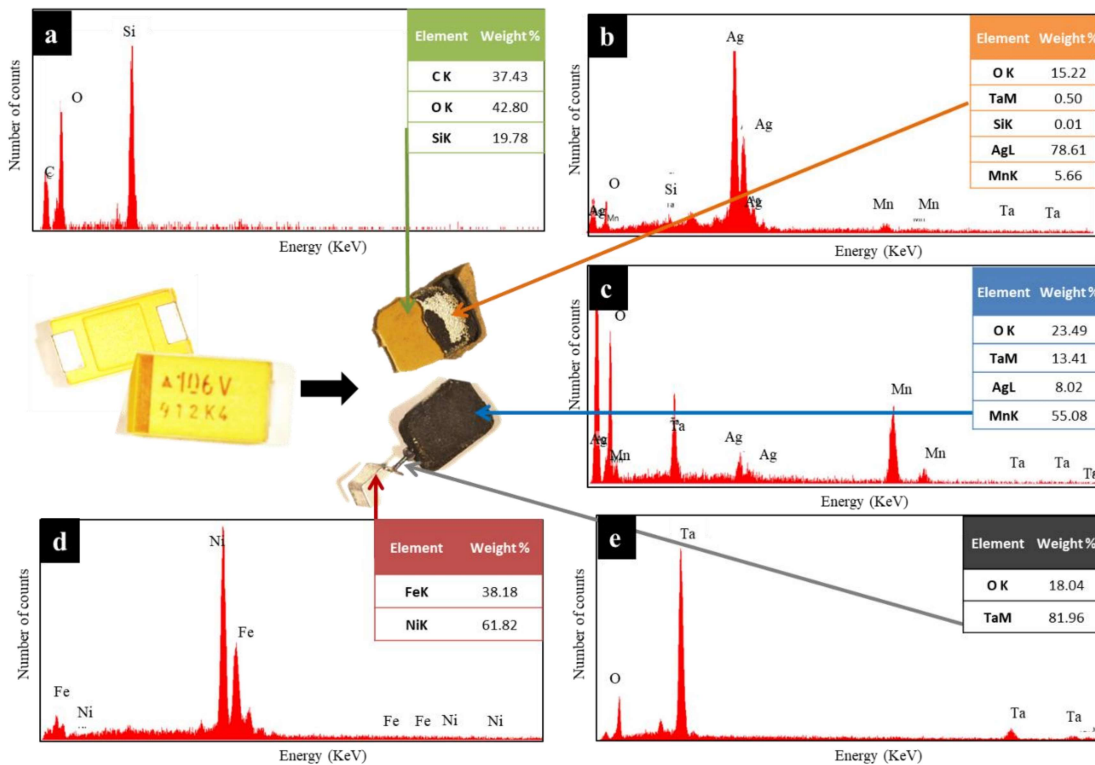 a
Si
O
C
Number of counts
Energy (KeV)
Element Weight %
C K 37.43
O K 42.80
SiK 19.78
b
Ag
Ag
O
Si
Ta
Ag
Ag
Mn
Mn
Mn
Ta
Ta
Number of counts
Energy (KeV)
Element Weight %
O K 15.22
TaM 0.50
SiK 0.01
AgL 78.61
MnK 5.66
▲106V
912K4
c
O
Ag
Mn
Ta
Ag
Ag
Mn
Mn
Ta
Ta
Ta
Number of counts
Energy (KeV)
Element Weight %
O K 23.49
TaM 13.41
AgL 8.02
MnK 55.08
d
Ni
Fe
Fe
Ni
Fe
Fe
Ni
Ni
Number of counts
Energy (KeV)
Element Weight %
FeK 38.18
NiK 61.82
e
Ta
O
Ta
Ta
Number of counts
Energy (KeV)
Element Weight %
O K 18.04
TaM 81.96